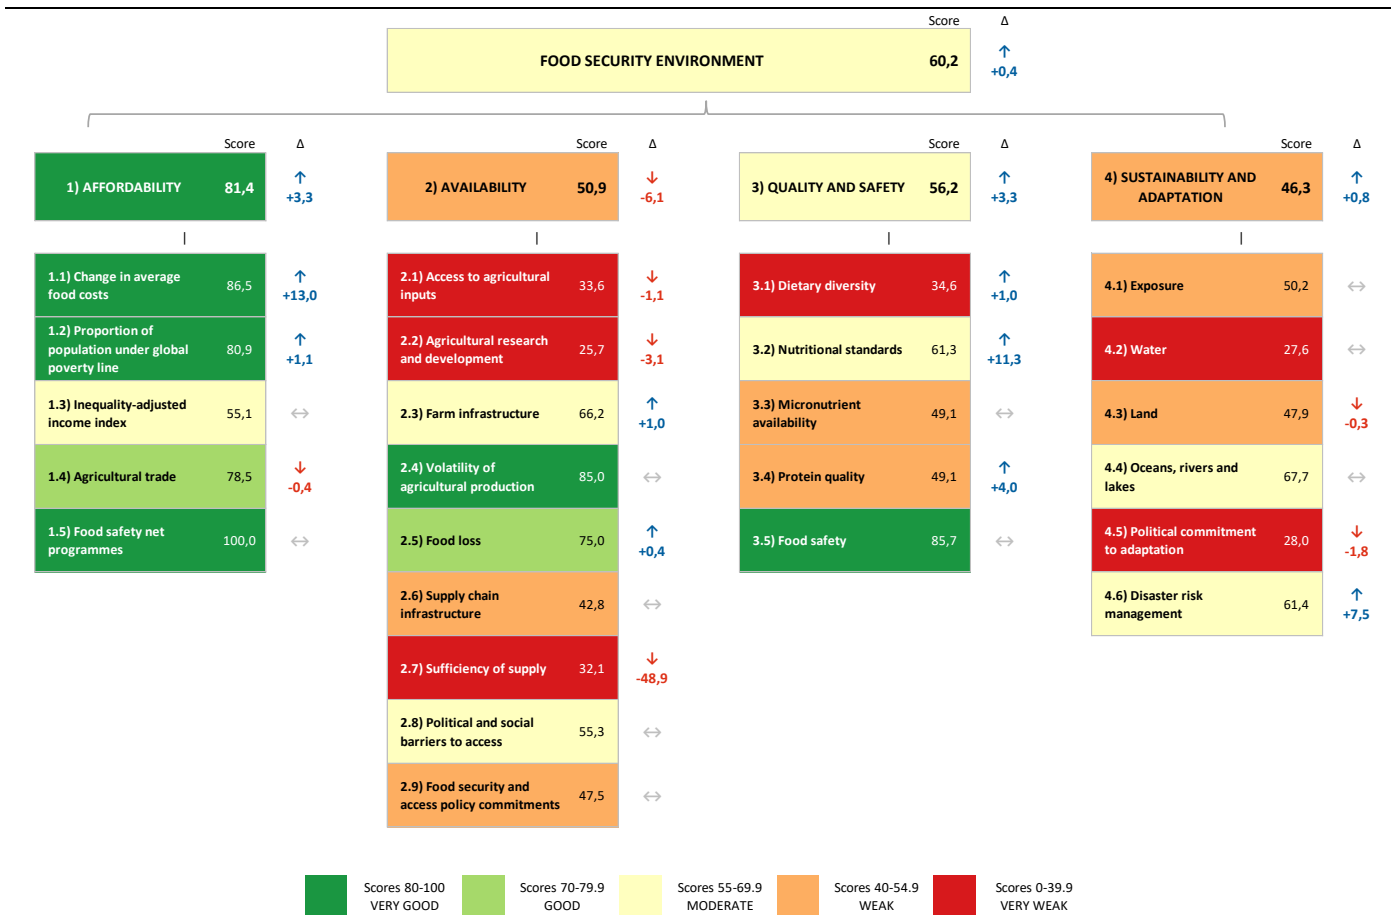 Score Δ
FOOD SECURITY ENVIRONMENT 60,2 ↑
+0,4
Score Δ
1) AFFORDABILITY 81,4 ↑
+3,3
1.1) Change in average
food costs 86,5 ↑
+13,0
1.2) Proportion of
population under global
poverty line 80,9 ↑
+1,1
1.3) Inequality-adjusted
income index 55,1 ↔
1.4) Agricultural trade 78,5 ↓
-0,4
1.5) Food safety net
programmes 100,0 ↔
Score Δ
2) AVAILABILITY 50,9 ↓
-6,1
2.1) Access to agricultural
inputs 33,6 ↓
-1,1
2.2) Agricultural research
and development 25,7 ↓
-3,1
2.3) Farm infrastructure 66,2 ↑
+1,0
2.4) Volatility of
agricultural production 85,0 ↔
2.5) Food loss 75,0 ↑
+0,4
2.6) Supply chain
infrastructure 42,8 ↔
2.7) Sufficiency of supply 32,1 ↓
-48,9
2.8) Political and social
barriers to access 55,3 ↔
2.9) Food security and
access policy commitments 47,5 ↔
Score Δ
3) QUALITY AND SAFETY 56,2 ↑
+3,3
3.1) Dietary diversity 34,6 ↑
+1,0
3.2) Nutritional standards 61,3 ↑
+11,3
3.3) Micronutrient
availability 49,1 ↔
3.4) Protein quality 49,1 ↑
+4,0
3.5) Food safety 85,7 ↔
Score Δ
4) SUSTAINABILITY AND
ADAPTATION 46,3 ↑
+0,8
4.1) Exposure 50,2 ↔
4.2) Water 27,6 ↔
4.3) Land 47,9 ↓
-0,3
4.4) Oceans, rivers and
lakes 67,7 ↔
4.5) Political commitment
to adaptation 28,0 ↓
-1,8
4.6) Disaster risk
management 61,4 ↑
+7,5
Scores 80-100
VERY GOOD
Scores 70-79.9
GOOD
Scores 55-69.9
MODERATE
Scores 40-54.9
WEAK
Scores 0-39.9
VERY WEAK